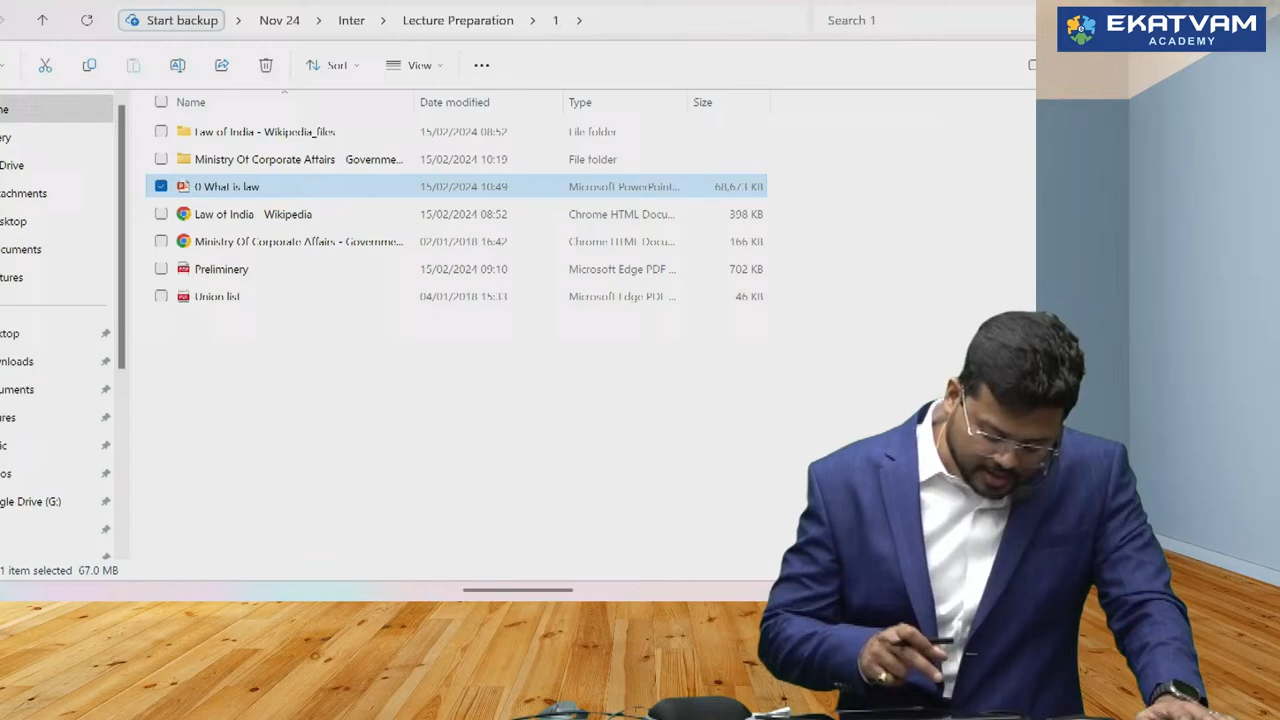 Start backup > Nov 24 > Inter > Lecture Preparation > 1 >
Search 1
EKATVAM
ACADEMY
Sort
View
Name Date modified Type Size
Law of India - Wikipedia_files 15/02/2024 08:52 File folder
Ministry Of Corporate Affairs Governme... 15/02/2024 10:19 File folder
0 What is law 15/02/2024 10:49 Microsoft PowerPoint... 68,673 KB
Law of India Wikipedia 15/02/2024 08:52 Chrome HTML Docu... 398 KB
Ministry Of Corporate Affairs - Governme... 02/01/2018 16:42 Chrome HTML Docu... 166 KB
Preliminery 15/02/2024 09:10 Microsoft Edge PDF ... 702 KB
Union list 04/01/2018 15:33 Microsoft Edge PDF ... 46 KB
me
ery
Drive
tachments
sktop
cuments
tures
ktop
wnloads
uments
ures
ic
os
gle Drive (G:)
1 item selected 67.0 MB